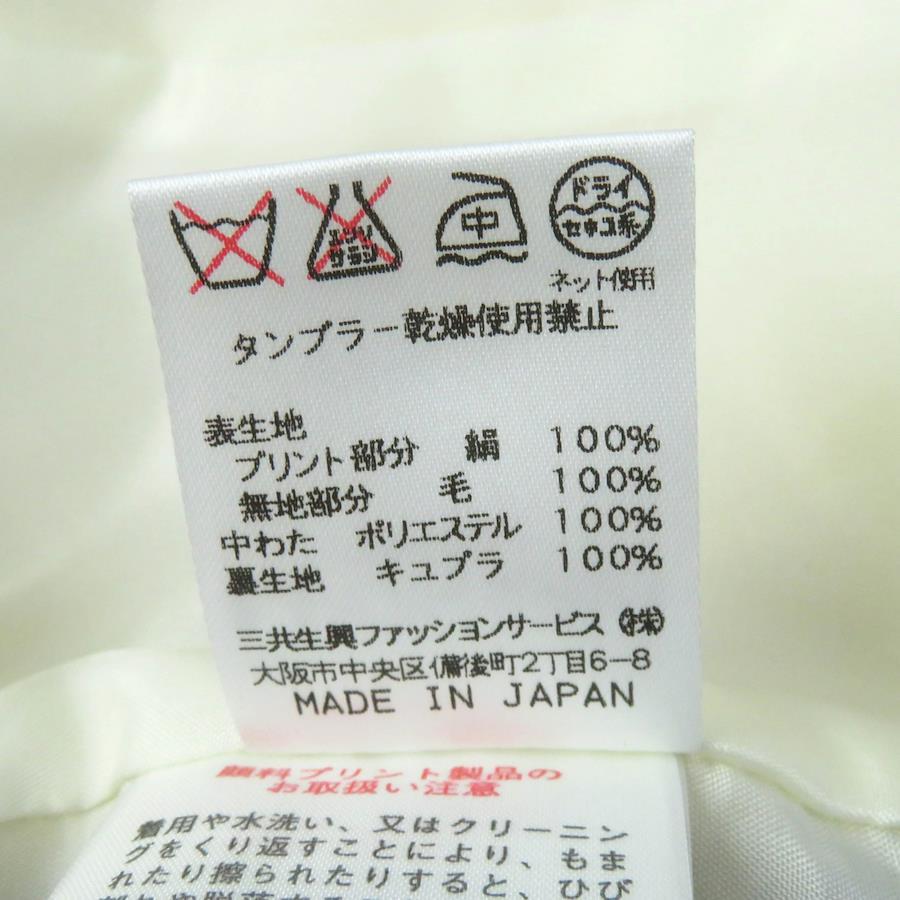 エンソ
サラシ
中
ドライ
セキユ系
ネット使用
タンブラー乾燥使用禁止
表生地
プリント部分 絹 100%
無地部分 毛 100%
中わた ポリエステル 100%
裏生地 キュプラ 100%
三共生興ファッションサービス㈱
大阪市中央区備後町2丁目6-8
MADE IN JAPAN
顔料プリント製品の
お取扱い注意
着用や水洗い、又はクリーニン
グをくり返すことにより、もま
れたり擦られたりすると、ひび